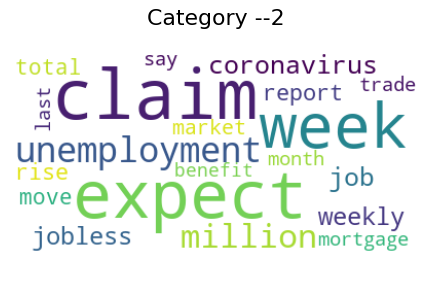 Category --2
say
total
coronavirus
claim
last
report
trade
week
market
unemployment
month
rise
benefit
job
expect
move
weekly
jobless
million
mortgage